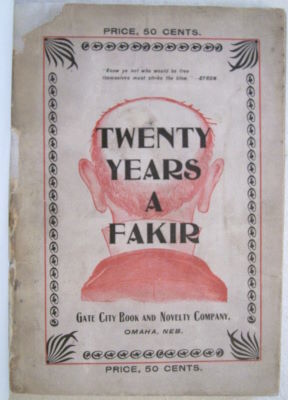 PRICE, 50 CENTS.
"Know ye not who would be free
themselves must strike the blow." -BYRON
TWENTY
YEARS
A
FAKIR
GATE CITY BOOK AND NOVELTY COMPANY,
OMAHA, NEB.
PRICE, 50 CENTS.